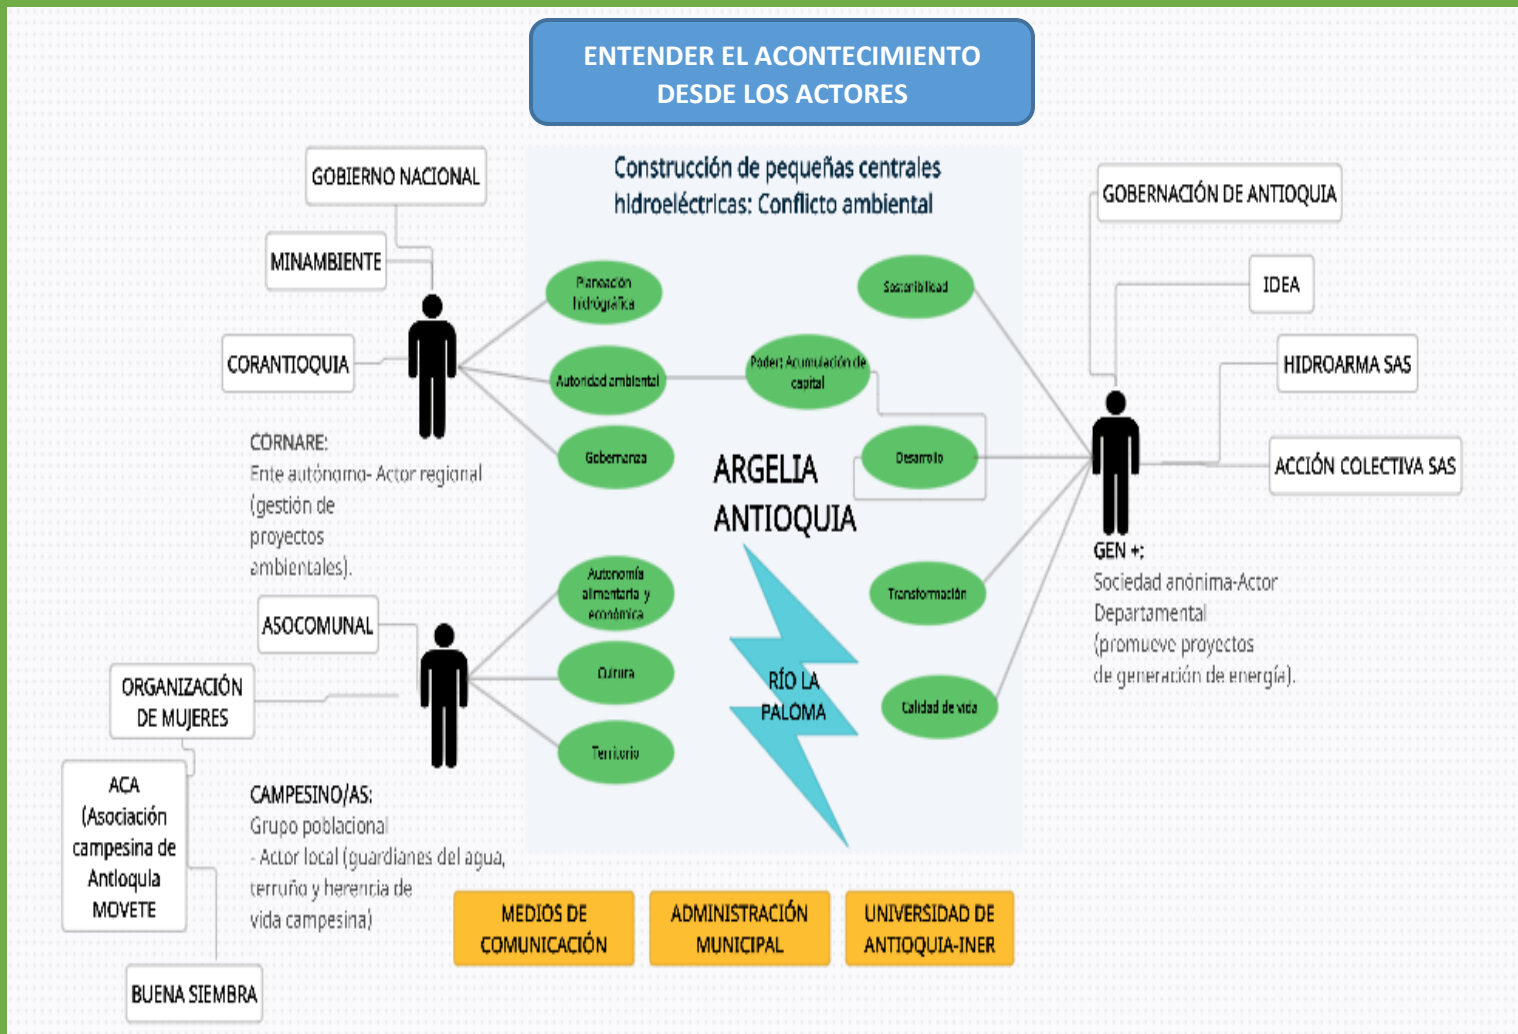 ENTENDER EL ACONTECIMIENTO
DESDE LOS ACTORES
Construcción de pequeñas centrales
hidroeléctricas: Conflicto ambiental
GOBIERNO NACIONAL
MINAMBIENTE
CORANTIOQUIA
CORNARE:
Ente autónomo- Actor regional
(gestión de
proyectos
ambientales).
ASOCOMUNAL
ORGANIZACIÓN
DE MUJERES
ACA
(Asociación
campesina de
Antioquia
MOVETE
BUENA SIEMBRA
CAMPESINO/AS:
Grupo poblacional
- Actor local (guardianes del agua,
terruño y herencia de
vida campesina)
Planeación
hidrógráfica
Autoridad ambiental
Gobernanza
Autonomía
alimentaria y
económica
Cultura
Territorio
Poder: Acumulación de
capital
ARGELIA
ANTIOQUIA
RÍO LA
PALOMA
Sostenibilidad
Desarrollo
Transformación
Calidad de vida
GOBERNACIÓN DE ANTIOQUIA
IDEA
HIDROARMA SAS
ACCIÓN COLECTIVA SAS
GEN +:
Sociedad anónima-Actor
Departamental
(promueve proyectos
de generación de energía).
MEDIOS DE
COMUNICACIÓN
ADMINISTRACIÓN
MUNICIPAL
UNIVERSIDAD DE
ANTIOQUIA-INER